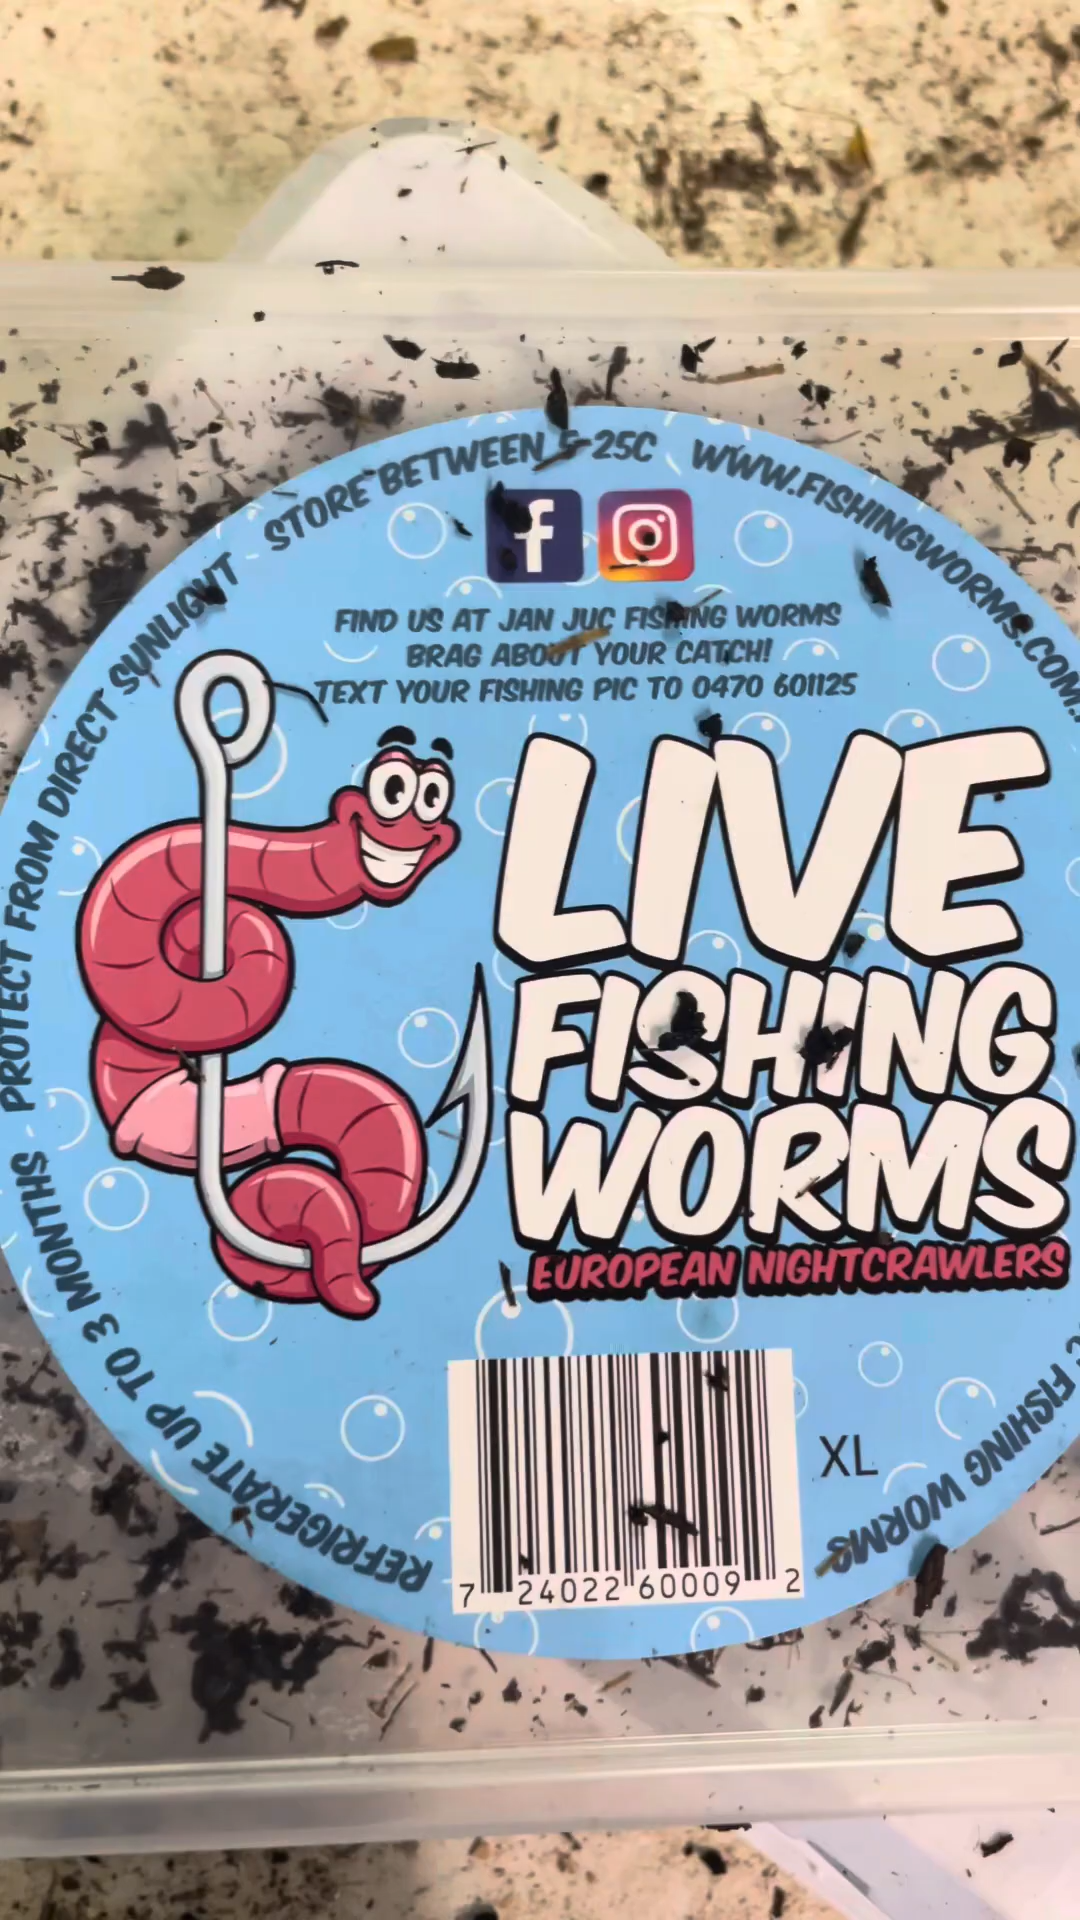 REFRIGERATE UP TO 3 MONTHS - PROTECT FROM DIRECT SUNLIGHT - STORE BETWEEN 5-25C
WWW.FISHINGWORMS.COM.
f
FIND US AT JAN JUC FISHING WORMS
BRAG ABOUT YOUR CATCH!
TEXT YOUR FISHING PIC TO 0470 601125
LIVE
FISHING
WORMS
EUROPEAN NIGHTCRAWLERS
XL
7 24022 60009 2
FISHING WORMS